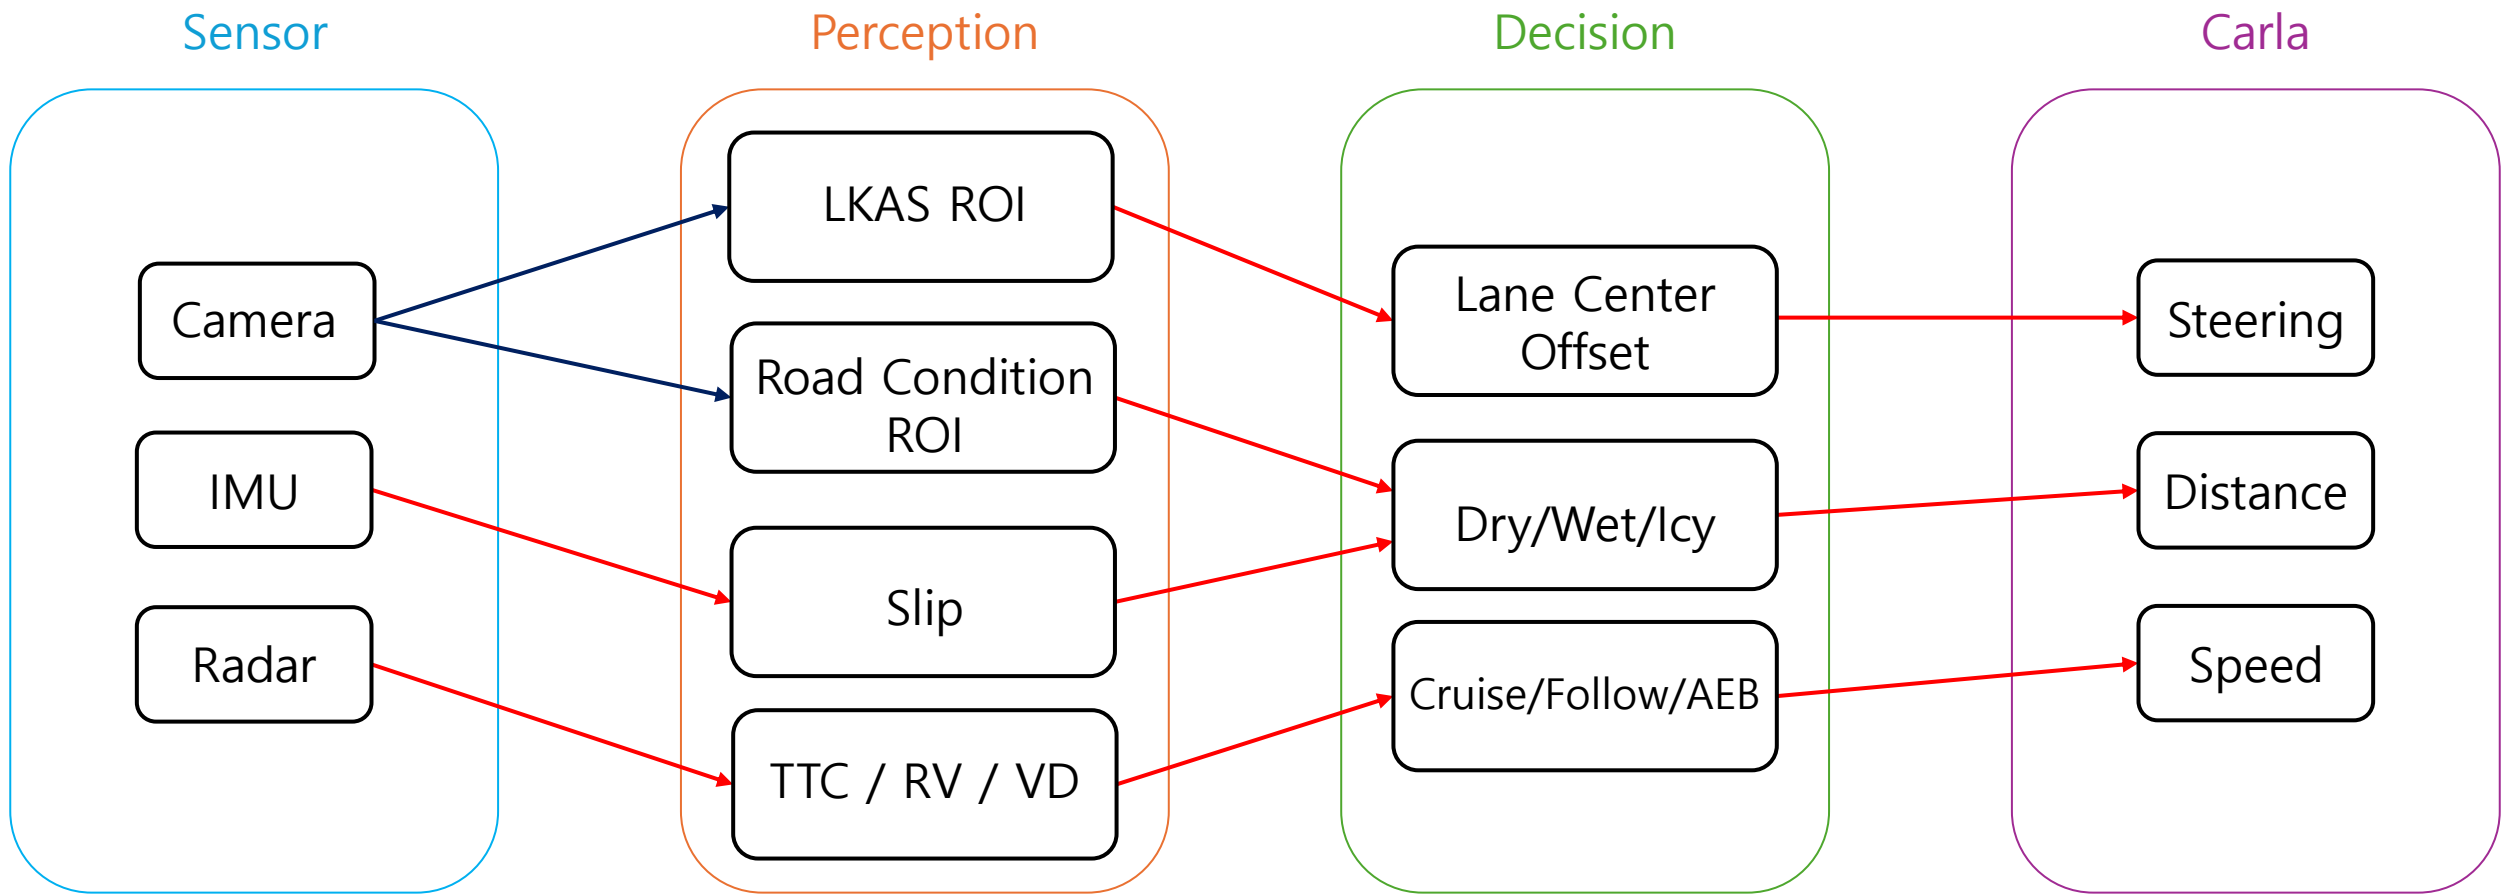 Sensor
Perception
Decision
Carla
Camera
IMU
Radar
LKAS ROI
Road Condition
ROI
Slip
TTC / RV / VD
Lane Center
Offset
Dry/Wet/Icy
Cruise/Follow/AEB
Steering
Distance
Speed